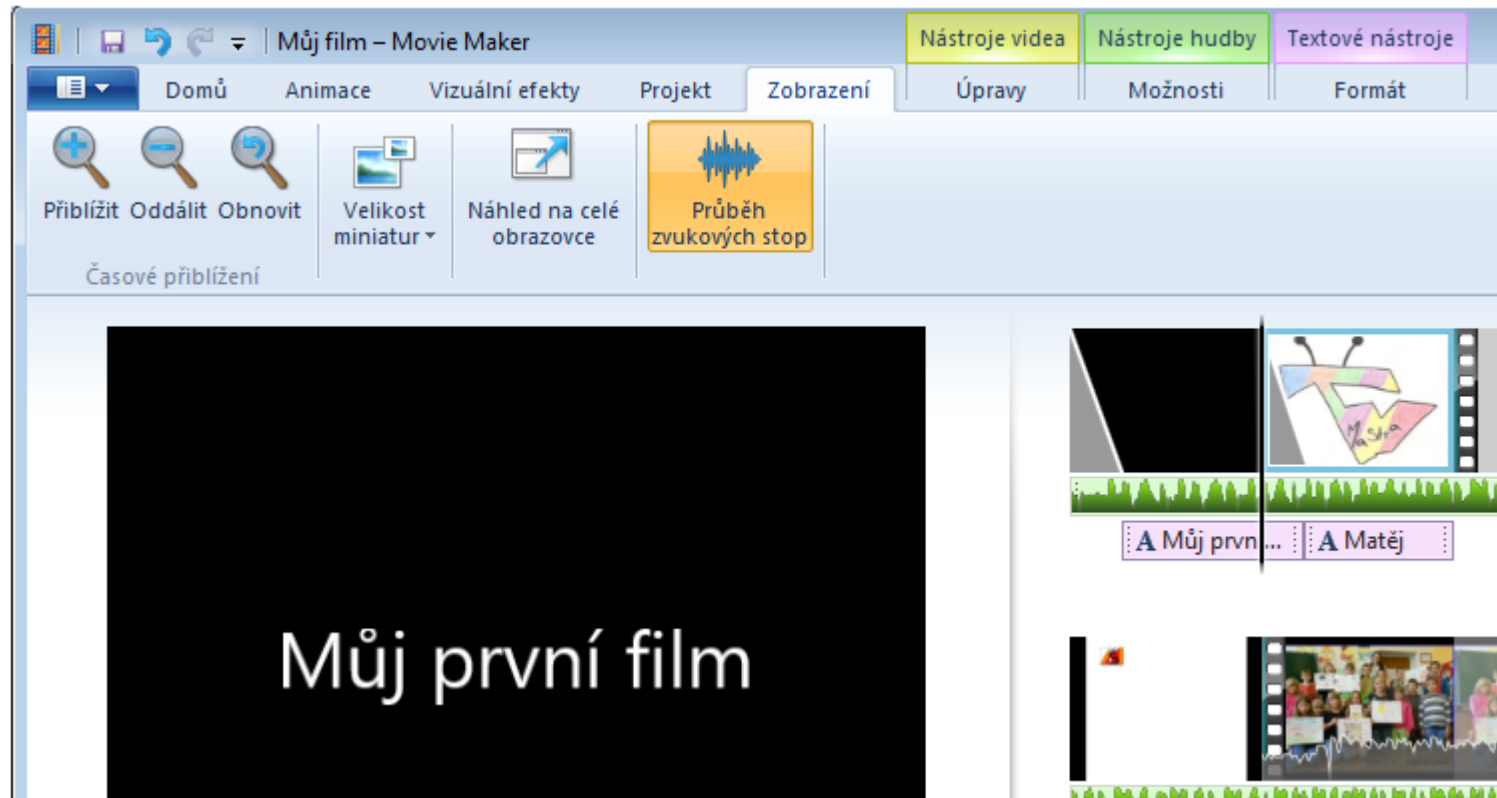 Můj film – Movie Maker
Nástroje videa
Nástroje hudby
Textové nástroje
Domů
Animace
Vizuální efekty
Projekt
Zobrazení
Úpravy
Možnosti
Formát
Přiblížit
Oddálit
Obnovit
Velikost
miniatur
Náhled na celé
obrazovce
Průběh
zvukových stop
Časové přiblížení
Můj první film
Maštra
A Můj prvn...
A Matěj